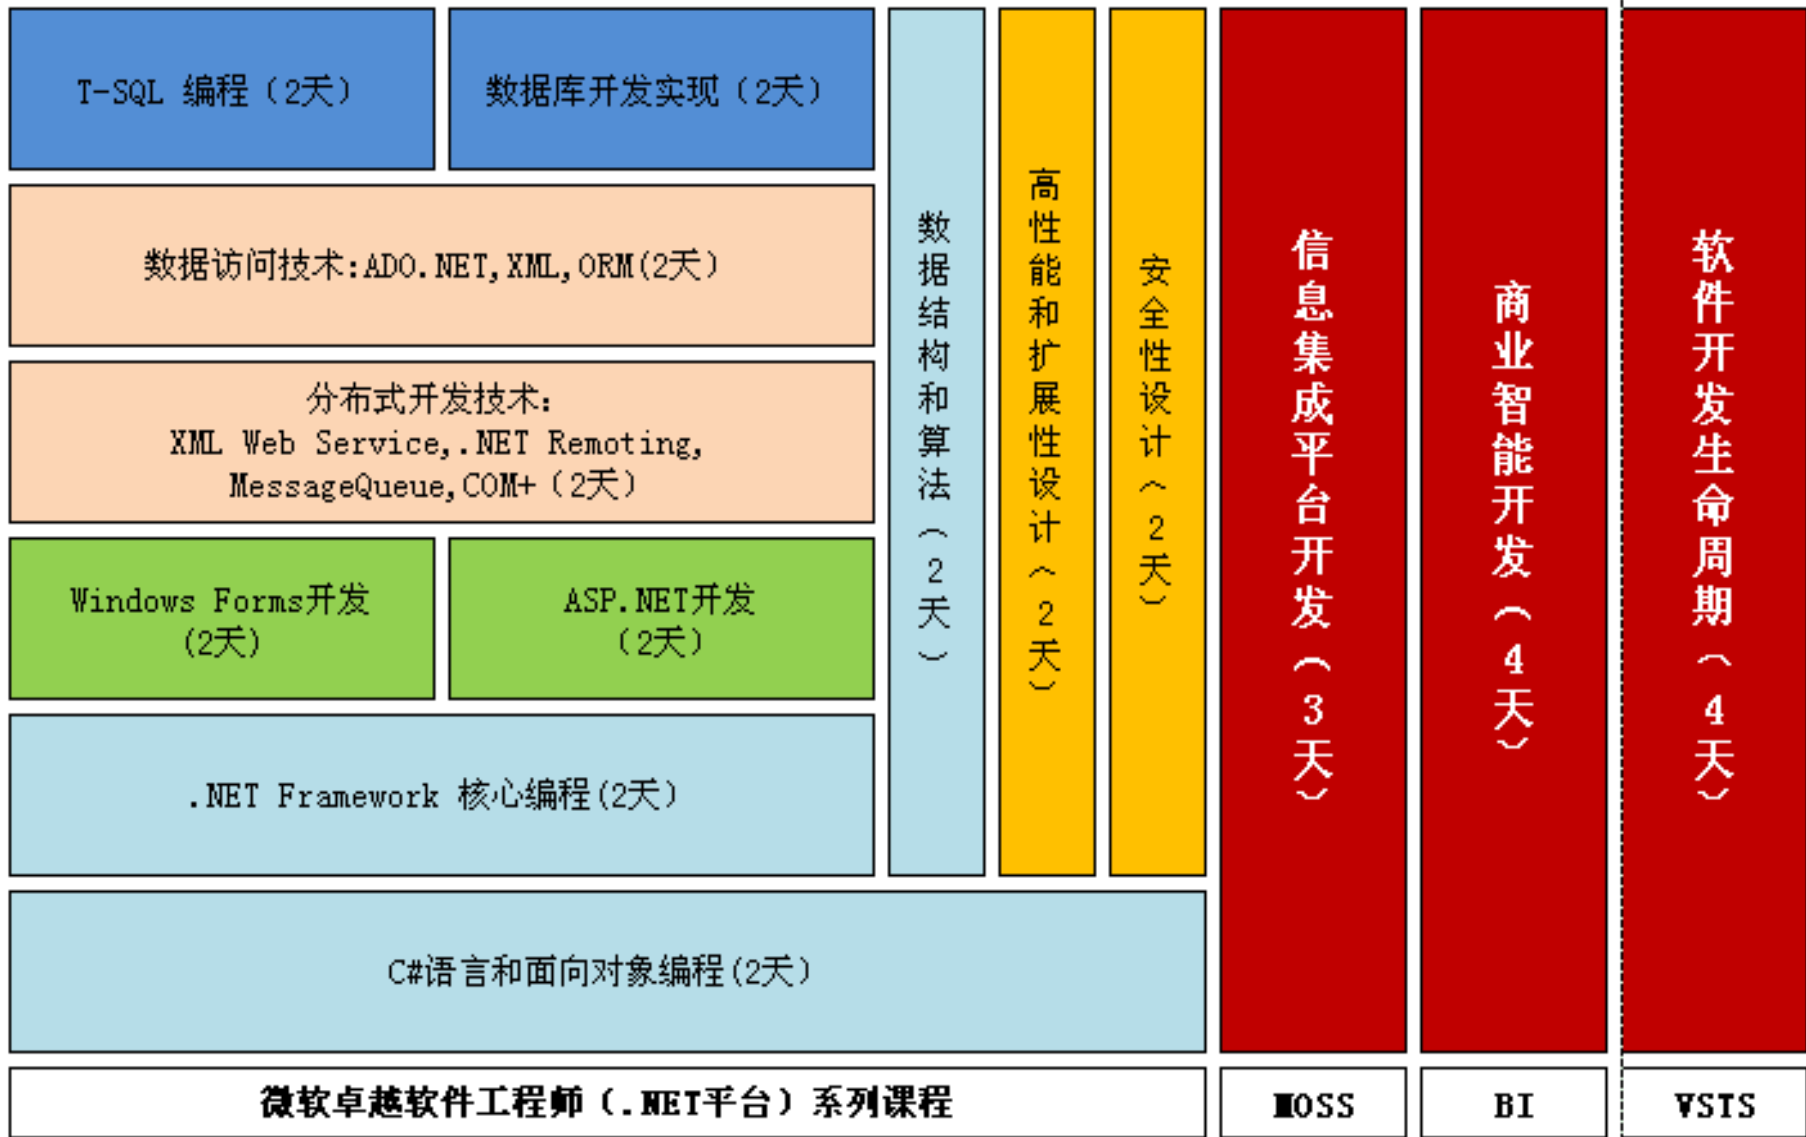 T-SQL 编程（2天）
数据库开发实现（2天）
数据访问技术:ADO.NET,XML,ORM(2天）
分布式开发技术:
XML Web Service,.NET Remoting,
MessageQueue,COM+（2天）
Windows Forms开发
(2天)
ASP.NET开发
（2天）
.NET Framework 核心编程(2天）
C#语言和面向对象编程(2天）
数据结构和算法（2天）
高性能和扩展性设计（2天）
安全性设计（2天）
信息集成平台开发（3天）
商业智能开发（4天）
软件开发生命周期（4天）
微软卓越软件工程师（.NET平台）系列课程
MOSS
BI
VSTS